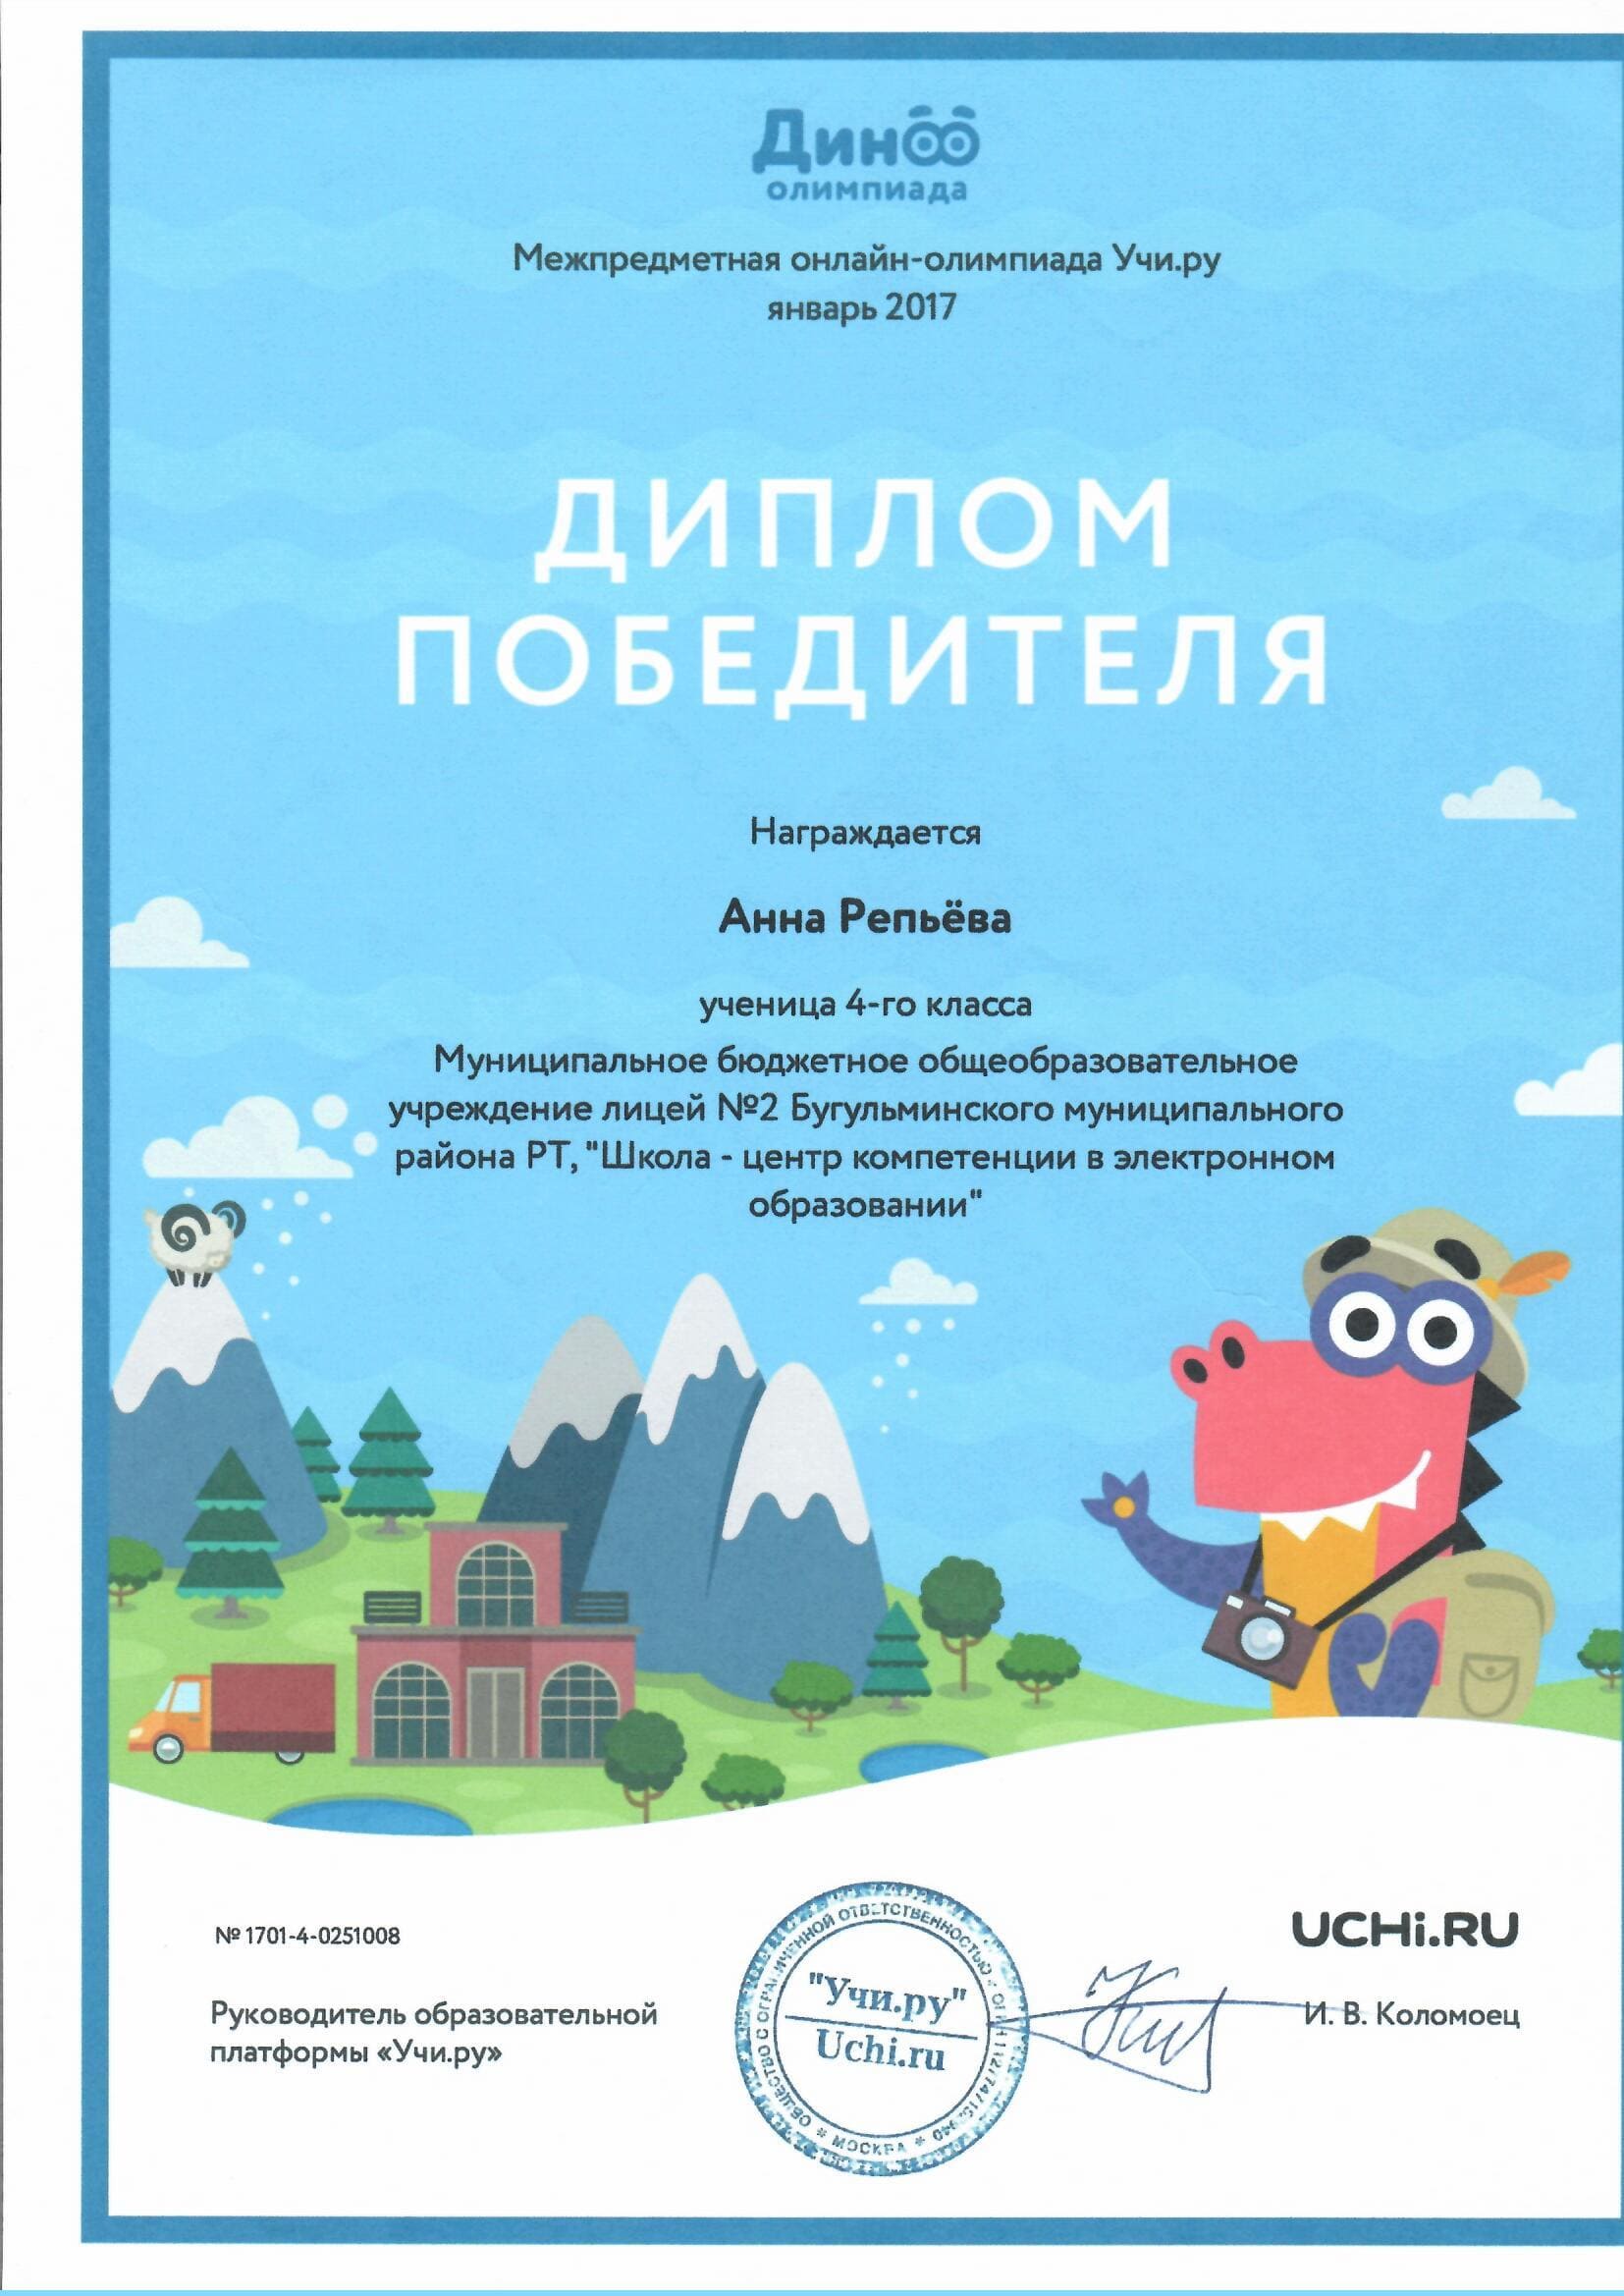 Дино
олимпиада
Межпредметная онлайн-олимпиада Учи.ру
январь 2017
ДИПЛОМ
ПОБЕДИТЕЛЯ
Награждается
Анна Репьёва
ученица 4-го класса
Муниципальное бюджетное общеобразовательное
учреждение лицей №2 Бугульминского муниципального
района РТ, "Школа - центр компетенции в электронном
образовании"
№ 1701-4-0251008
Руководитель образовательной
платформы «Учи.ру»
ОБЩЕСТВО С ОГРАНИЧЕННОЙ ОТВЕТСТВЕННОСТЬЮ
"Учи.ру"
Uchi.ru
* МОСКВА *
UCHi.RU
И. В. Коломоец